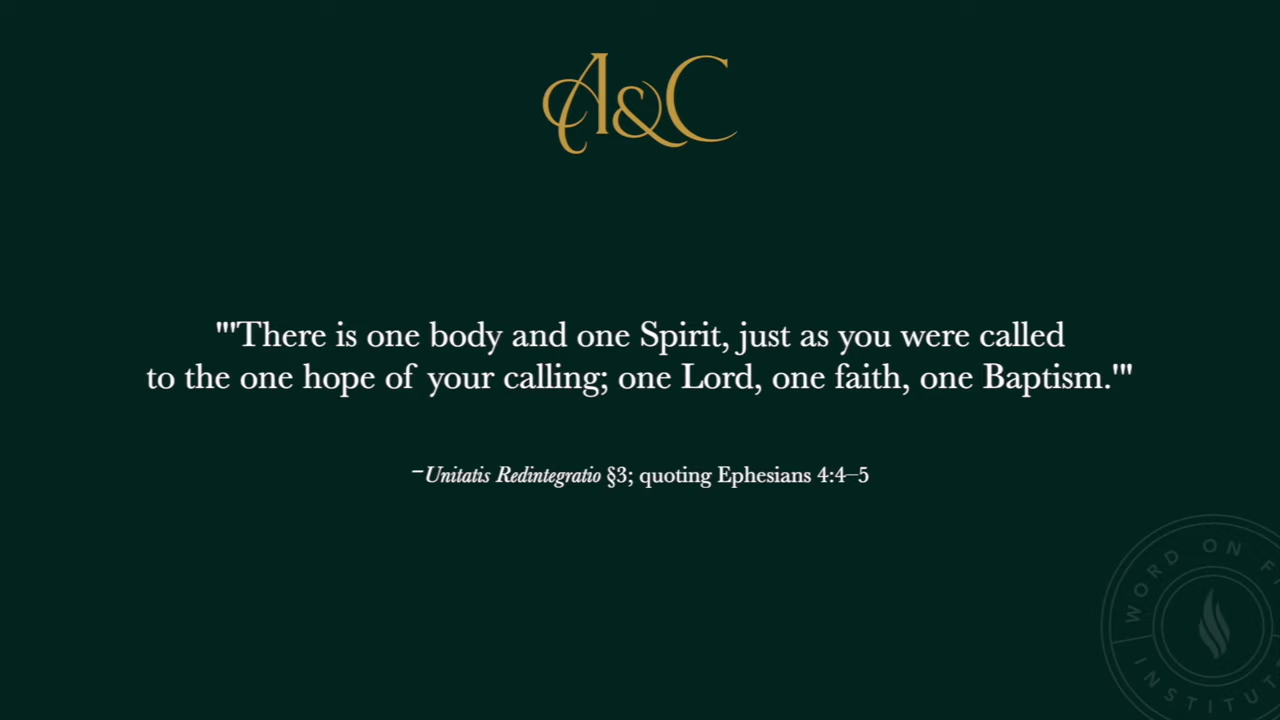 A&C
"'There is one body and one Spirit, just as you were called
to the one hope of your calling; one Lord, one faith, one Baptism.'"
–Unitatis Redintegratio §3; quoting Ephesians 4:4–5
WORD ON
INSTITUT